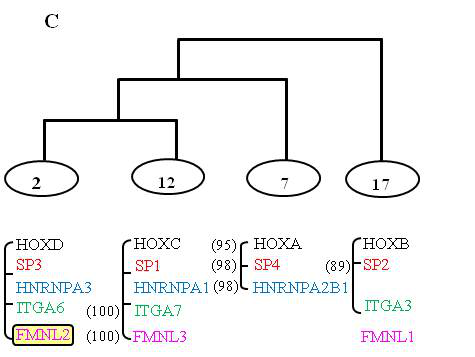 C
2 12 7 17
HOXD HOXC (95) HOXA HOXB
SP3 SP1 (98) SP4 (89) SP2
HNRNPA3 HNRNPA1 (98) HNRNPA2B1
ITGA6 (100) ITGA7 ITGA3
FMNL2 (100) FMNL3 FMNL1